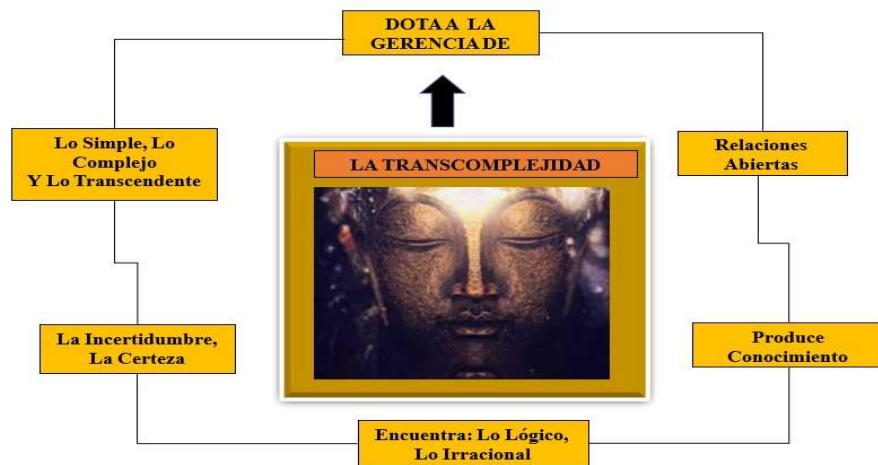 DOTA A LA
GERENCIA DE
Lo Simple, Lo
Complejo
Y Lo Transcendente
LA TRANSCOMPLEJIDAD
Relaciones
Abiertas
La Incertidumbre,
La Certeza
Produce
Conocimiento
Encuentra: Lo Lógico,
Lo Irracional